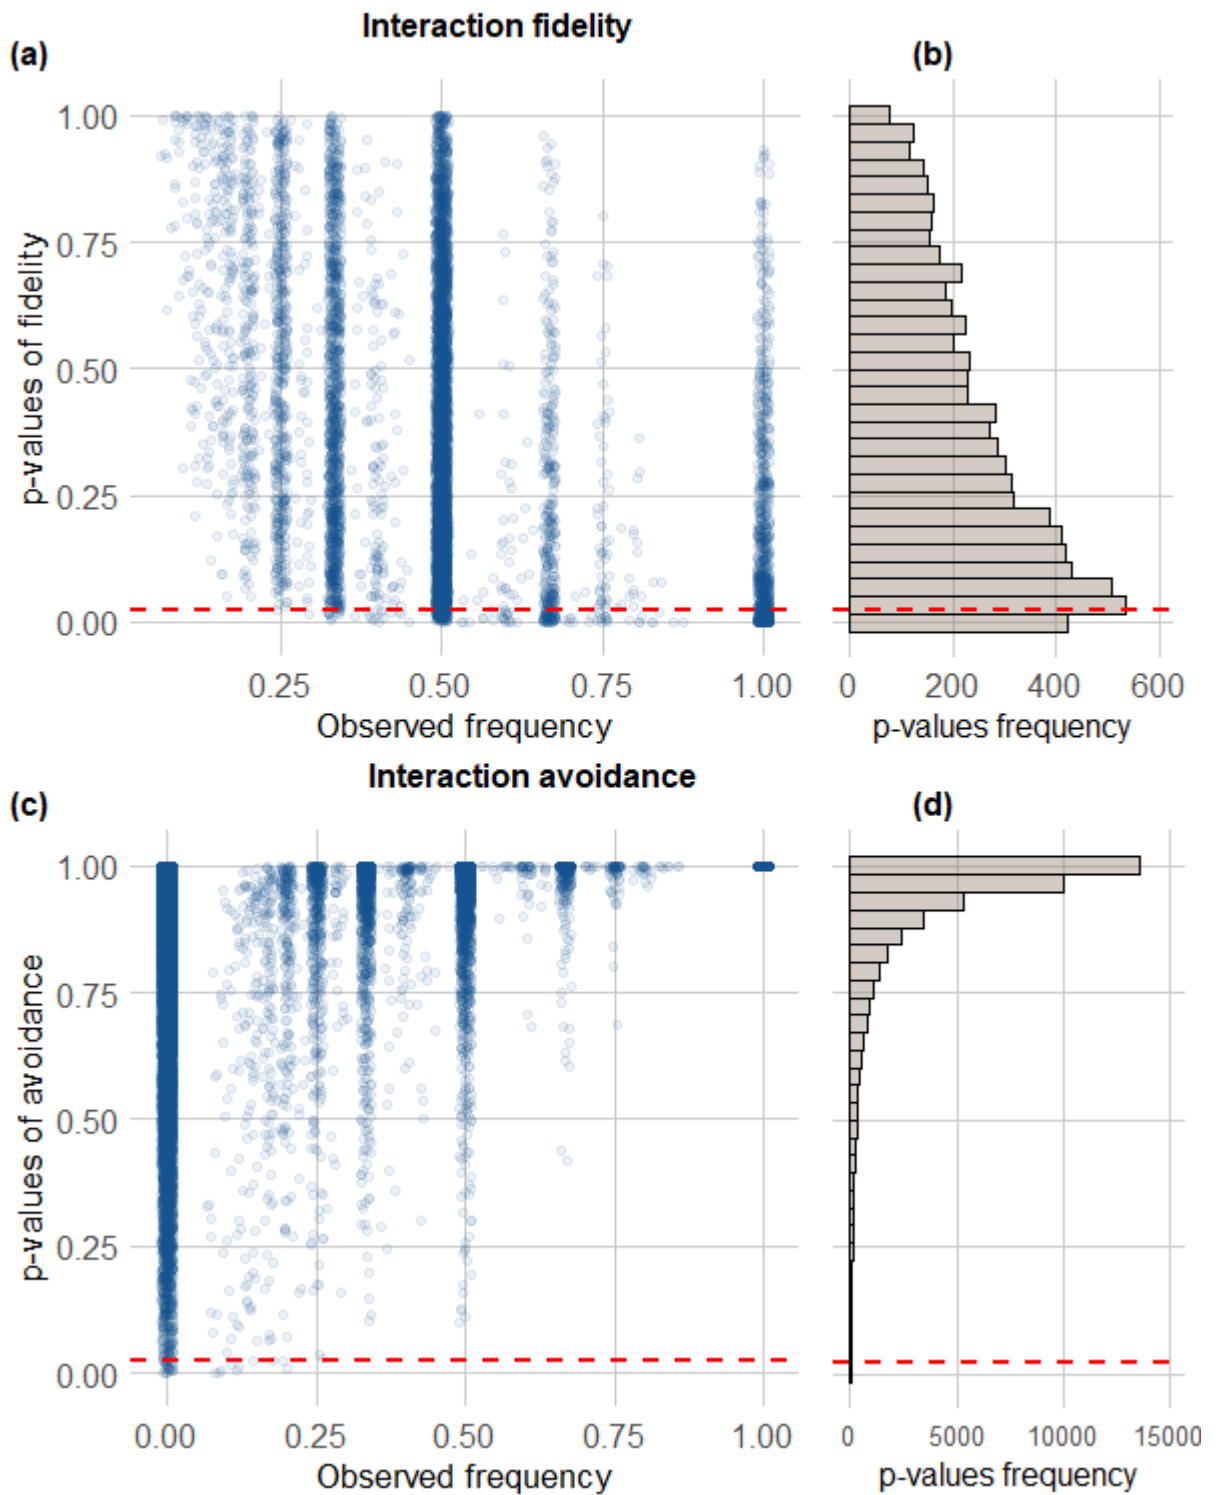 Interaction fidelity
(a)
(b)
1.00
0.75
0.50
0.25
0.00
p-values of fidelity
0.25 0.50 0.75 1.00
Observed frequency
0 200 400 600
p-values frequency
Interaction avoidance
(c)
(d)
1.00
0.75
0.50
0.25
0.00
p-values of avoidance
0.00 0.25 0.50 0.75 1.00
Observed frequency
0 5000 10000 15000
p-values frequency